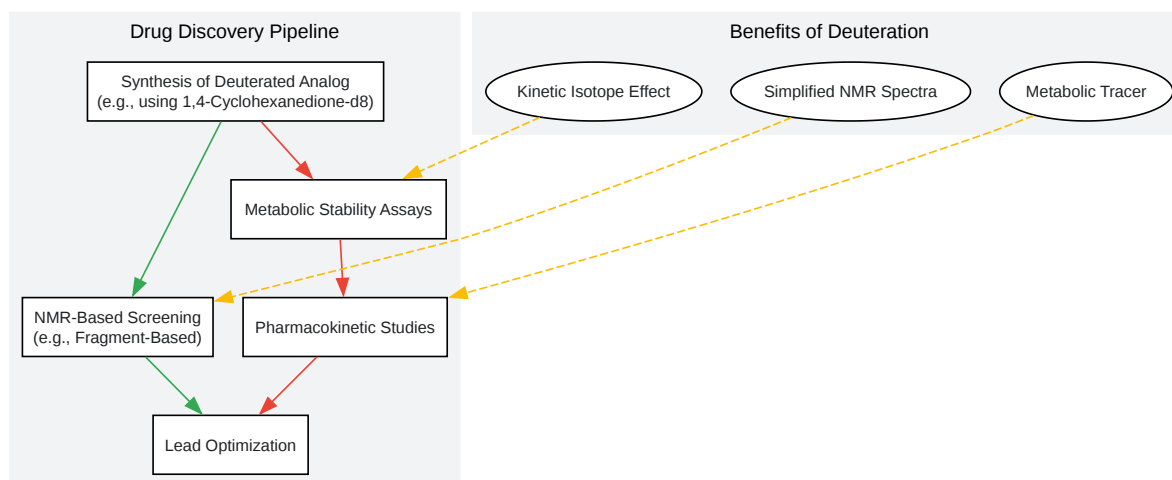 Drug Discovery Pipeline
Benefits of Deuteration
Synthesis of Deuterated Analog
(e.g., using 1,4-Cyclohexanedione-d8)
Kinetic Isotope Effect
Simplified NMR Spectra
Metabolic Tracer
Metabolic Stability Assays
NMR-Based Screening
(e.g., Fragment-Based)
Pharmacokinetic Studies
Lead Optimization